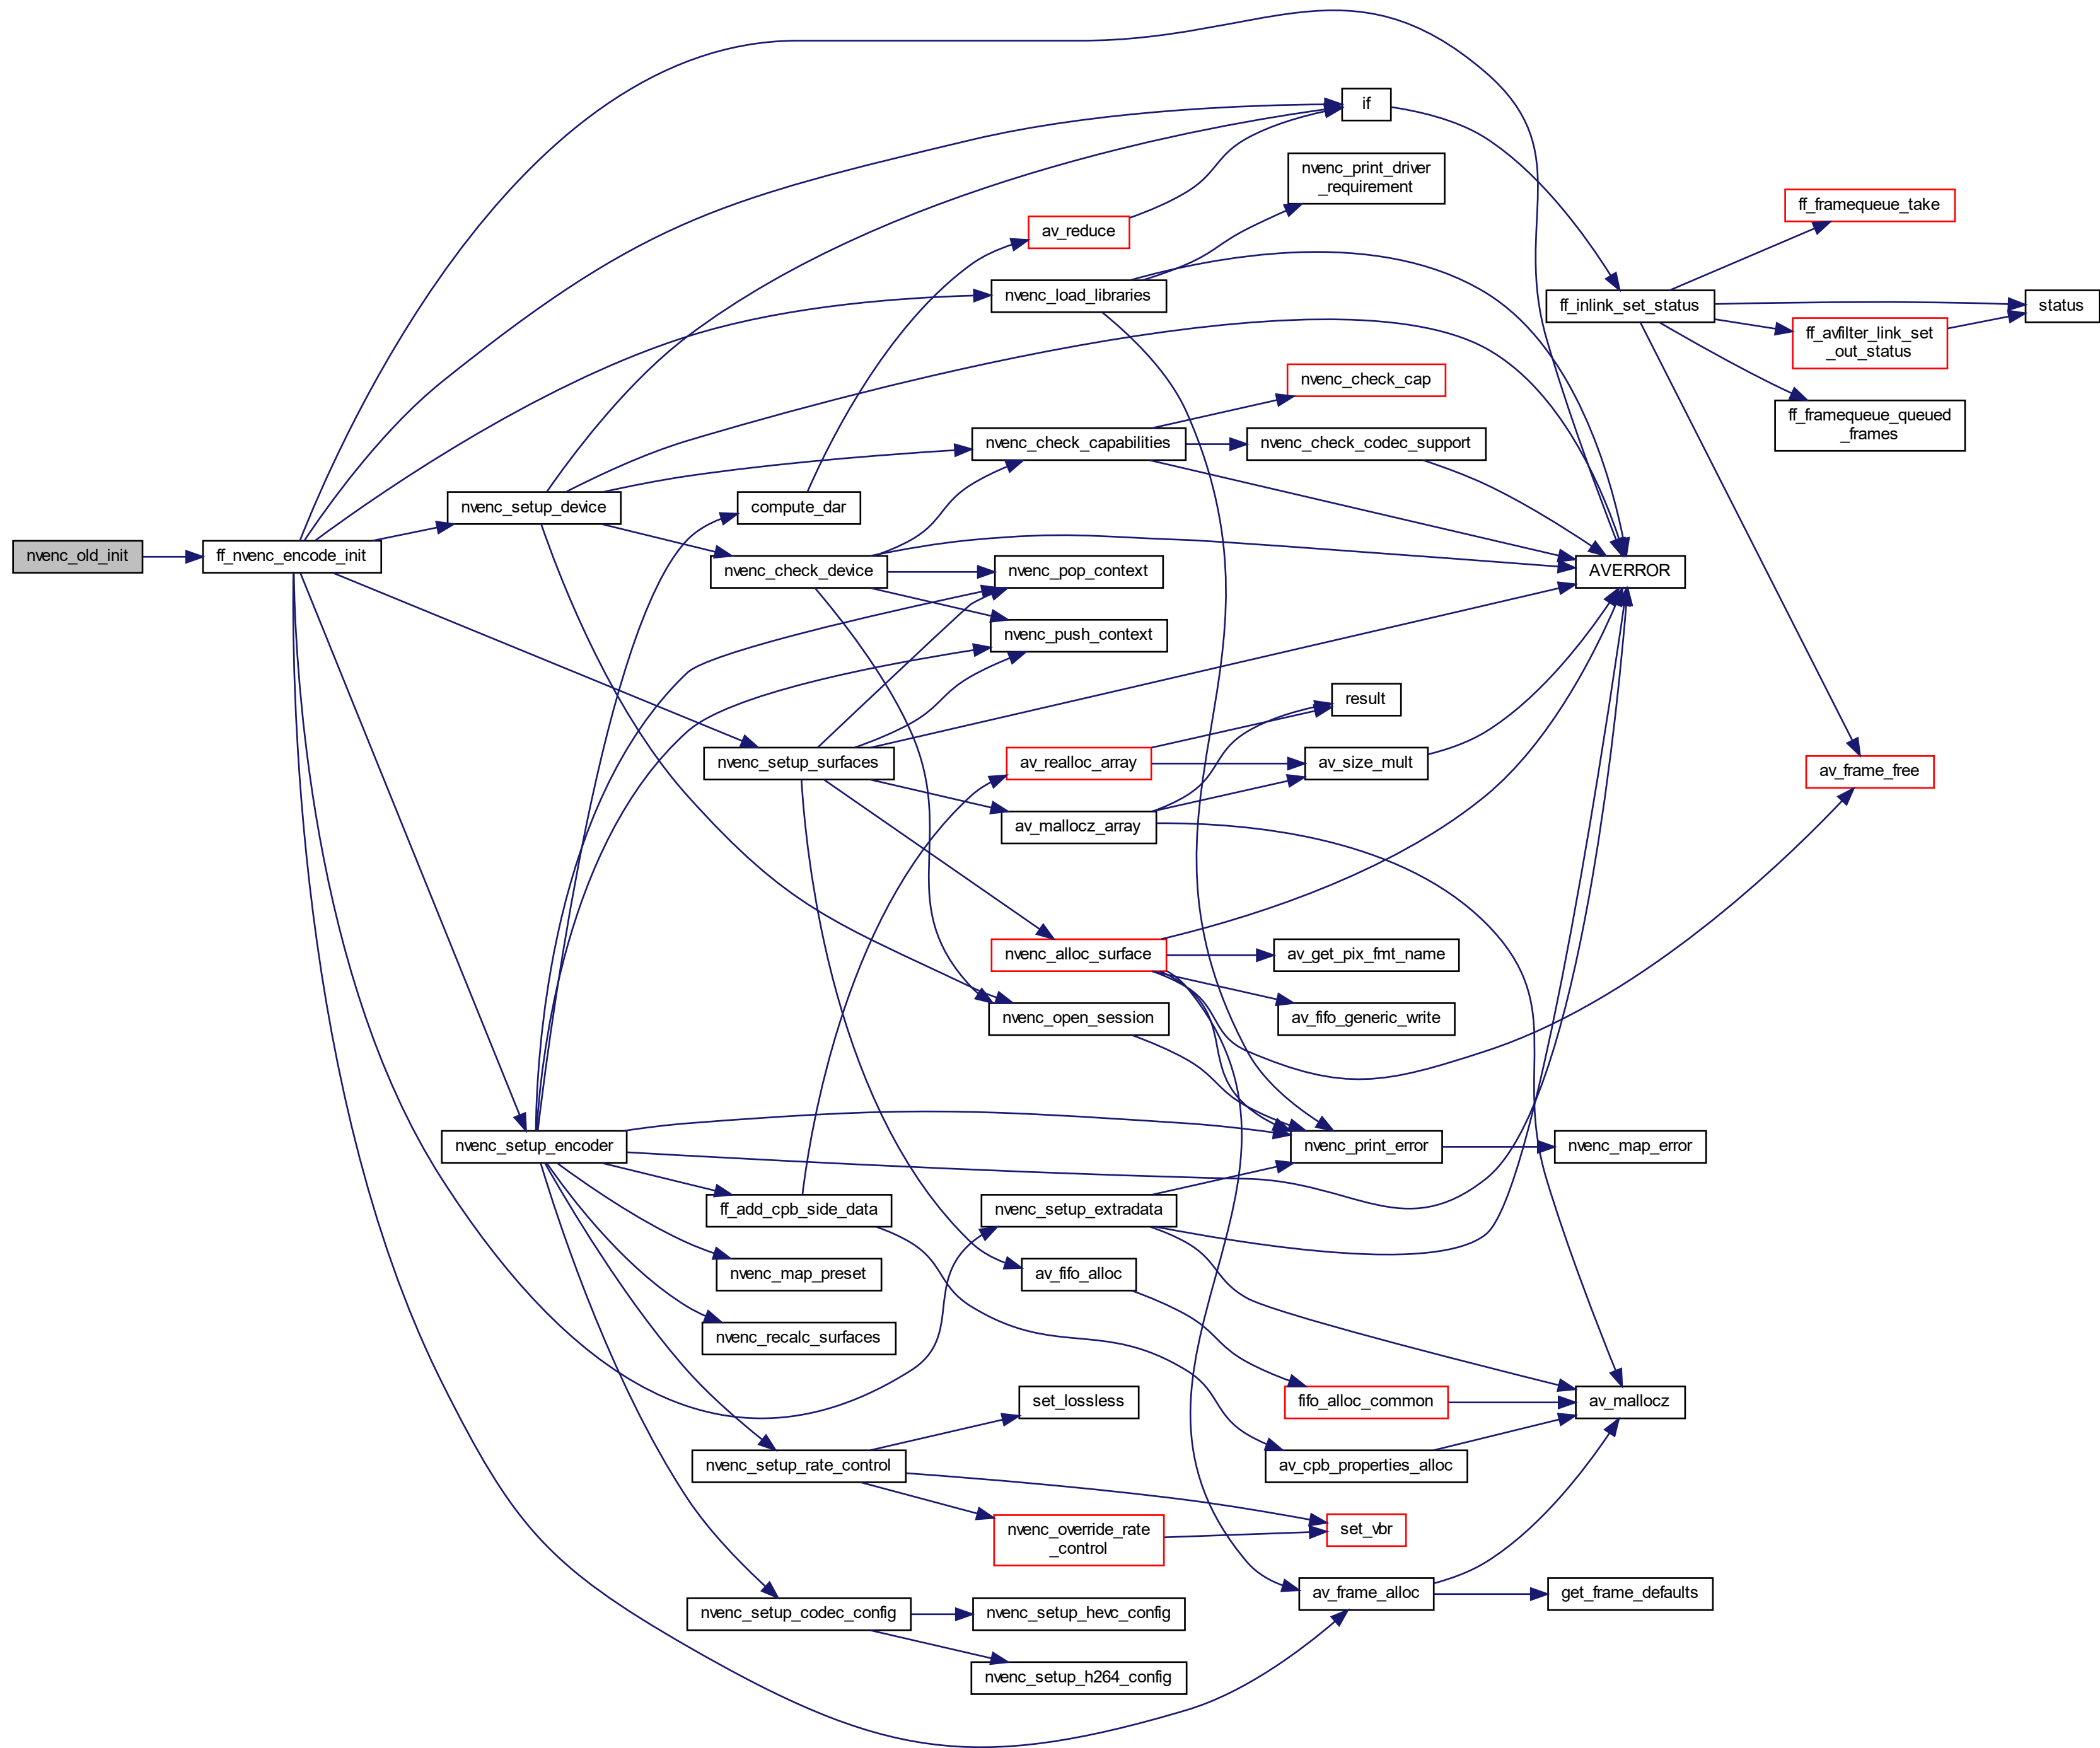 if
nvenc_print_driver
_requirement
ff_framequeue_take
av_reduce
nvenc_load_libraries
ff_inlink_set_status
status
ff_avfilter_link_set
_out_status
nvenc_check_cap
ff_framequeue_queued
_frames
nvenc_check_capabilities
nvenc_check_codec_support
nvenc_setup_device
compute_dar
nvenc_old_init
ff_nvenc_encode_init
nvenc_check_device
nvenc_pop_context
AVERROR
nvenc_push_context
result
nvenc_setup_surfaces
av_realloc_array
av_size_mult
av_frame_free
av_mallocz_array
nvenc_alloc_surface
av_get_pix_fmt_name
nvenc_open_session
av_fifo_generic_write
nvenc_setup_encoder
nvenc_print_error
nvenc_map_error
ff_add_cpb_side_data
nvenc_setup_extradata
nvenc_map_preset
av_fifo_alloc
nvenc_recalc_surfaces
set_lossless
fifo_alloc_common
av_mallocz
nvenc_setup_rate_control
av_cpb_properties_alloc
nvenc_override_rate
_control
set_vbr
nvenc_setup_codec_config
nvenc_setup_hevc_config
av_frame_alloc
get_frame_defaults
nvenc_setup_h264_config